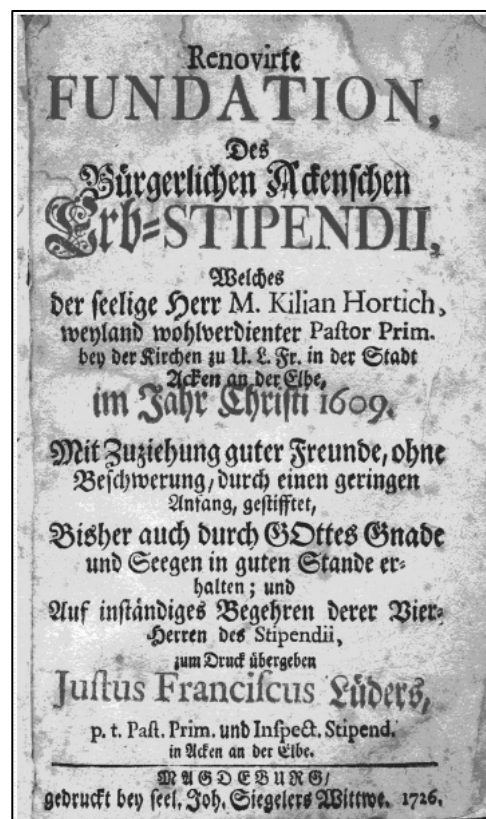 Renovirte
FUNDATION,
Des
Bürgerlichen Ackenschen
Erb=STIPENDII,
Welches
der seelige Herr M. Kilian Hortich,
weyland wohlverdienter Pastor Prim.
bey der Kirchen zu U. L. Fr. in der Stadt
Acken an der Elbe,
im Jahr Christi 1609.
Mit Zuziehung guter Freunde, ohne
Beschwerung, durch einen geringen
Anfang, gestifftet,
Bisher auch durch GOttes Gnade
und Seegen in guten Stande er=
halten; und
Auf inständiges Begehren derer Vier=
Herren des Stipendii,
zum Druck übergeben
Justus Franciscus Lüders,
p. t. Past. Prim. und Inspect. Stipend.
in Acken an der Elbe.
MAGDEBURG/
gedruckt bey seel. Joh. Siegelers Wittwe. 1726.